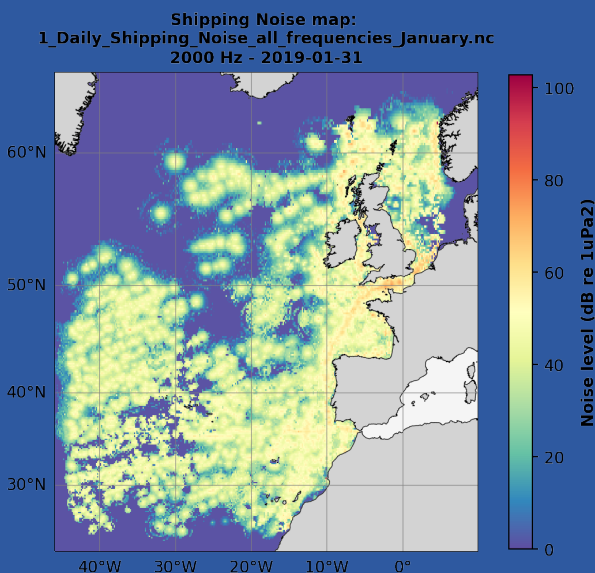 Shipping Noise map:
1_Daily_Shipping_Noise_all_frequencies_January.nc
2000 Hz - 2019-01-31
100
80
60
40
20
0
Noise level (dB re 1uPa2)
60°N
50°N
40°N
30°N
40°W
30°W
20°W
10°W
0°